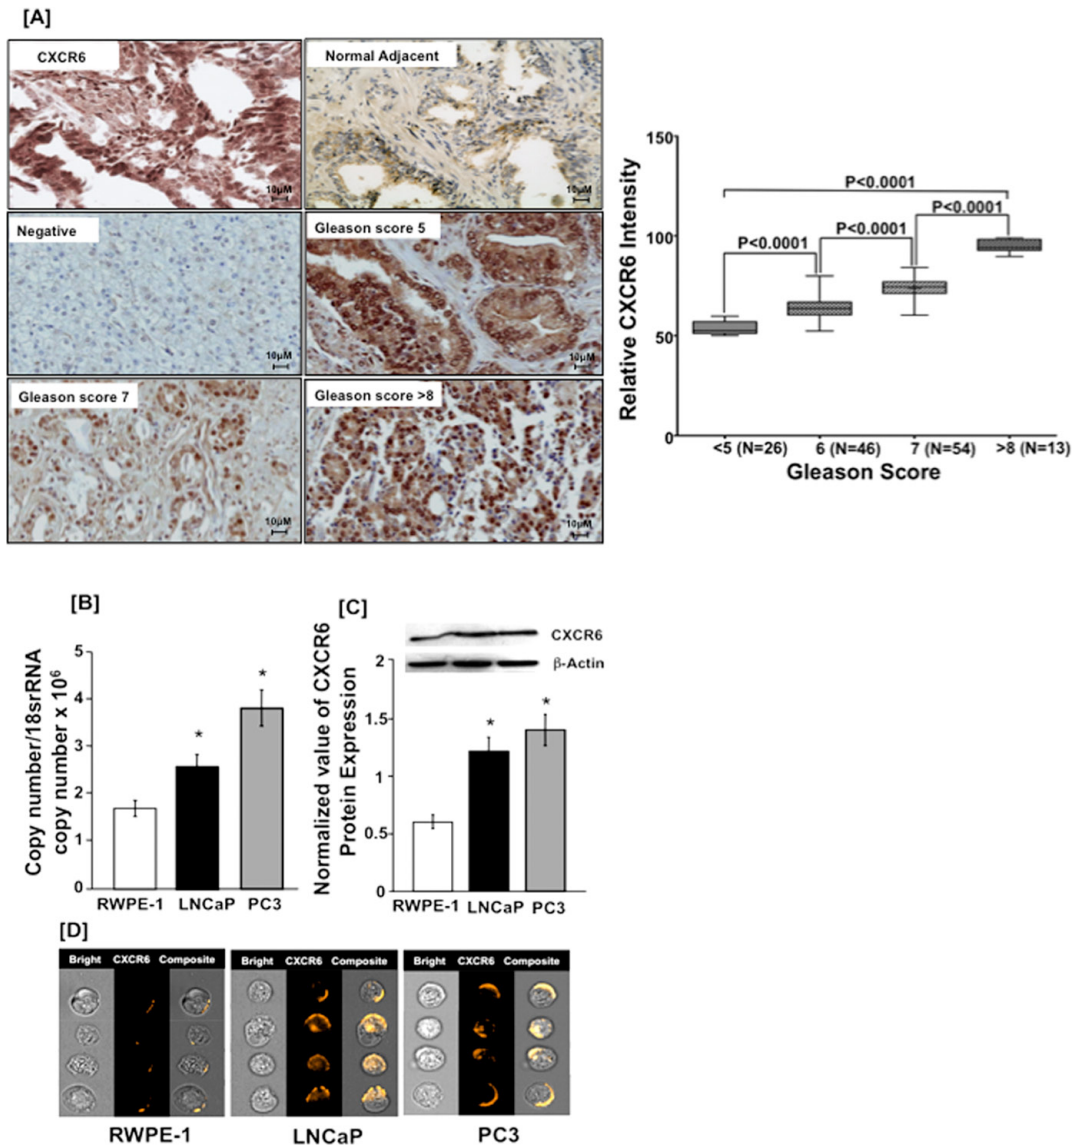 [A]
CXCR6
10µM
Normal Adjacent
10µM
Negative
10µM
Gleason score 5
10µM
Gleason score 7
10µM
Gleason score >8
10µM
Relative CXCR6 Intensity
150
100
50
0
P<0.0001
P<0.0001
P<0.0001
P<0.0001
<5 (N=26) 6 (N=46) 7 (N=54) >8 (N=13)
Gleason Score
[B]
Copy number/18srRNA
copy number x 10⁶
5
4
3
2
1
0
*
*
RWPE-1 LNCaP PC3
[C]
CXCR6
β-Actin
Normalized value of CXCR6
Protein Expression
2
1.5
1
0.5
0
*
*
RWPE-1 LNCaP PC3
[D]
Bright CXCR6 Composite
Bright CXCR6 Composite
Bright CXCR6 Composite
RWPE-1 LNCaP PC3